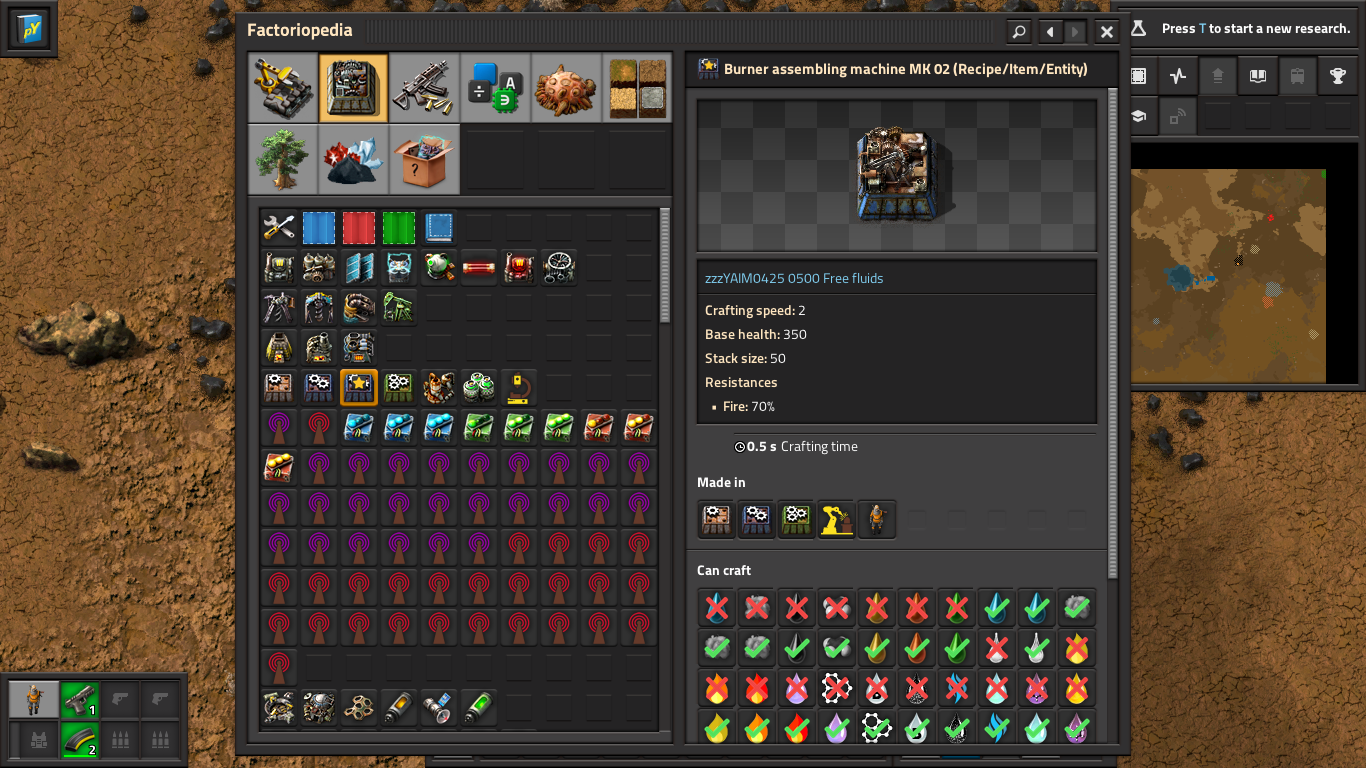 pY
Factoriopedia
Press T to start a new research.
A
?
Burner assembling machine MK 02 (Recipe/Item/Entity)
zzzYAIM0425 0500 Free fluids
Crafting speed: 2
Base health: 350
Stack size: 50
Resistances
▪ Fire: 70%
0.5 s Crafting time
Made in
Can craft
1
2